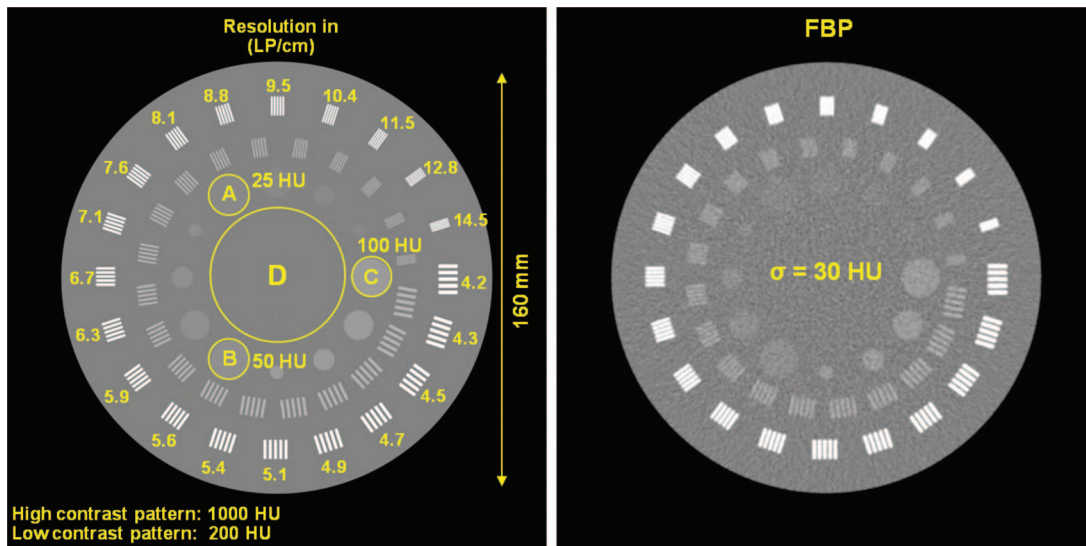 Resolution in
(LP/cm)
9.5
10.4
11.5
12.8
14.5
4.2
4.3
4.5
4.7
4.9
5.1
5.4
5.6
5.9
6.3
6.7
7.1
7.6
8.1
8.8
A
25 HU
100 HU
C
D
B
50 HU
160 mm
High contrast pattern: 1000 HU
Low contrast pattern: 200 HU
FBP
σ = 30 HU